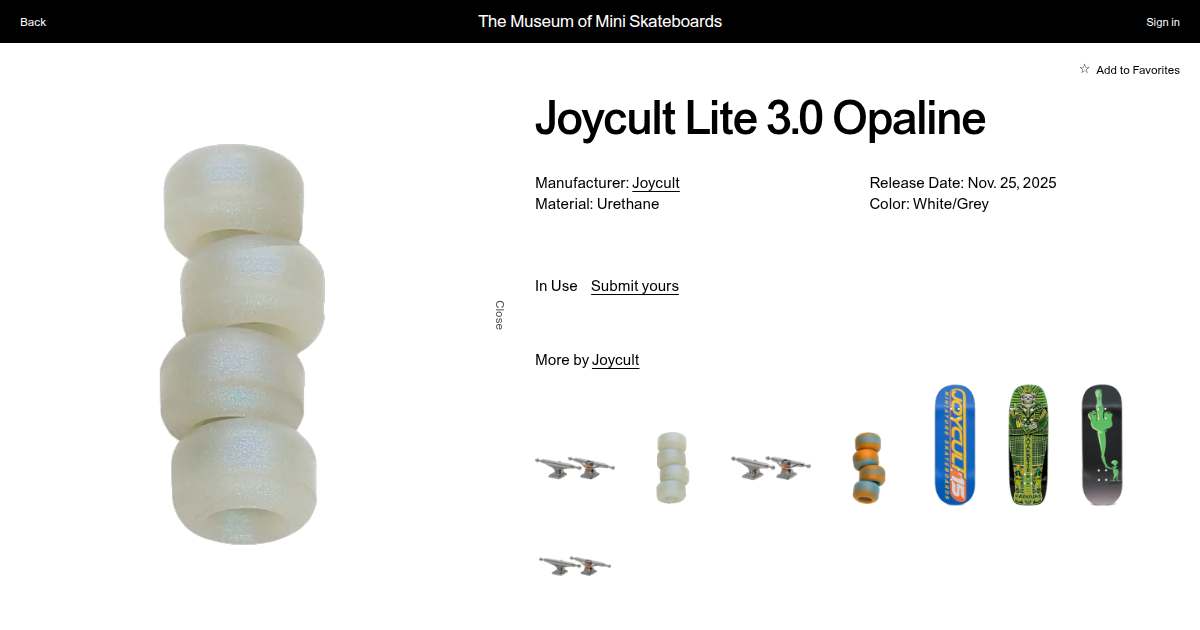 Back
The Museum of Mini Skateboards
Sign in
☆ Add to Favorites
Joycult Lite 3.0 Opaline
Manufacturer: Joycult
Release Date: Nov. 25, 2025
Material: Urethane
Color: White/Grey
In Use Submit yours
Close
More by Joycult
JOYCULT